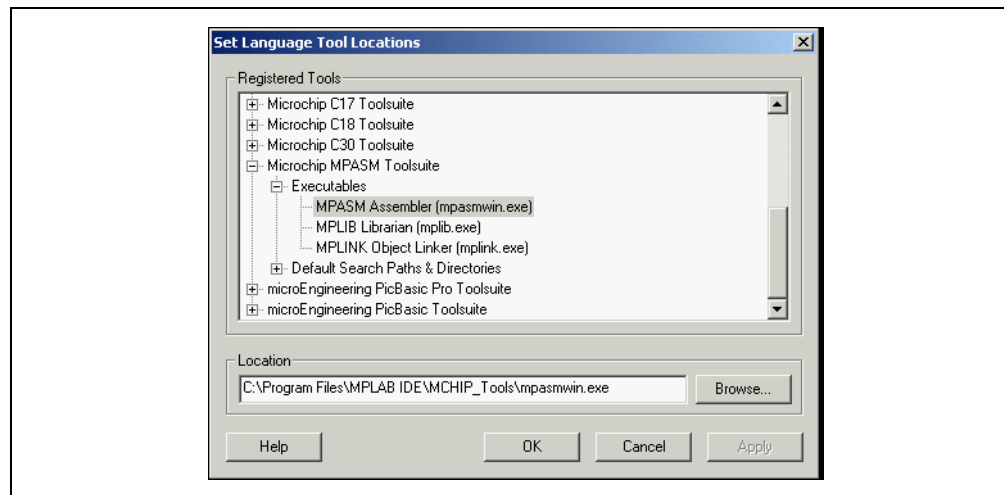 Set Language Tool Locations
Registered Tools
Microchip C17 Toolsuite
Microchip C18 Toolsuite
Microchip C30 Toolsuite
Microchip MPASM Toolsuite
Executables
MPASM Assembler (mpasmwin.exe)
MPLIB Librarian (mplib.exe)
MPLINK Object Linker (mplink.exe)
Default Search Paths & Directories
microEngineering PicBasic Pro Toolsuite
microEngineering PicBasic Toolsuite
Location
C:\Program Files\MPLAB IDE\MCHIP_Tools\mpasmwin.exe Browse...
Help OK Cancel Apply